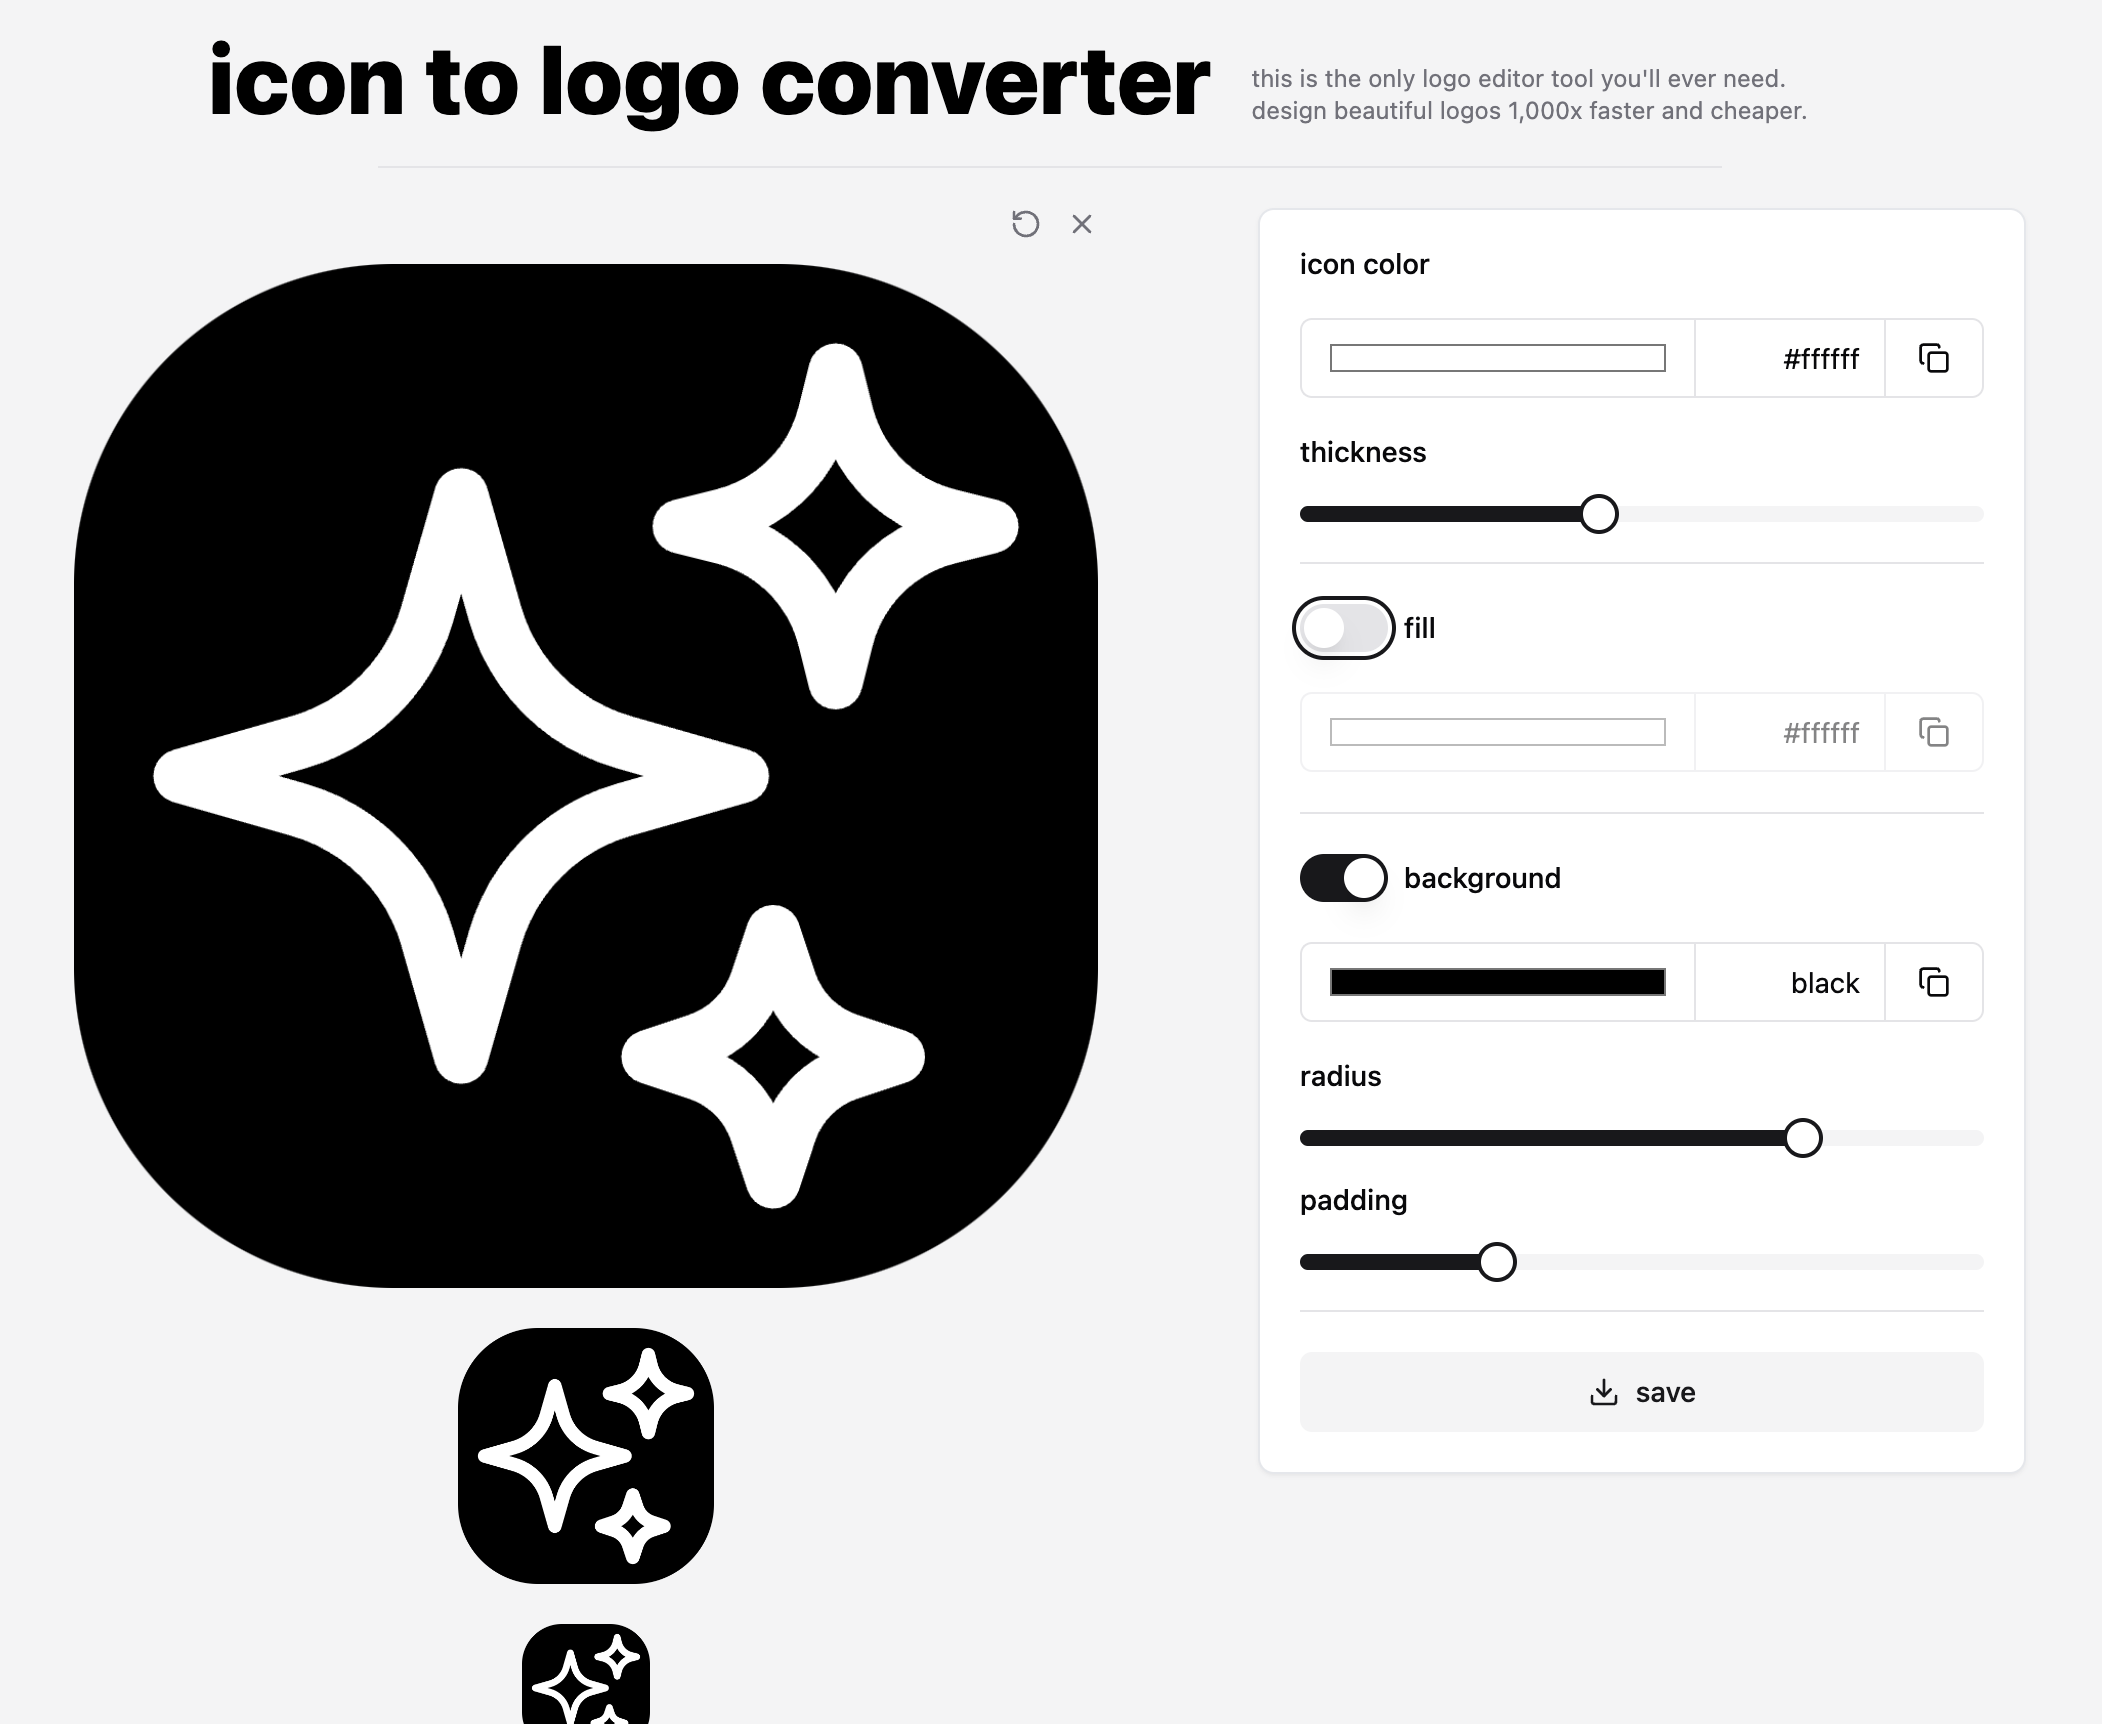 icon to logo converter
this is the only logo editor tool you'll ever need.
design beautiful logos 1,000x faster and cheaper.
icon color
#ffffff
thickness
fill
#ffffff
background
black
radius
padding
save